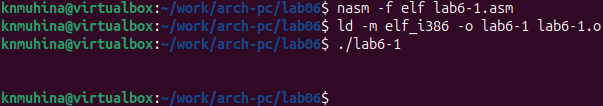 knmuhina@virtualbox:~/work/arch-pc/lab06$ nasm -f elf lab6-1.asm
knmuhina@virtualbox:~/work/arch-pc/lab06$ ld -m elf_i386 -o lab6-1 lab6-1.o
knmuhina@virtualbox:~/work/arch-pc/lab06$ ./lab6-1
knmuhina@virtualbox:~/work/arch-pc/lab06$